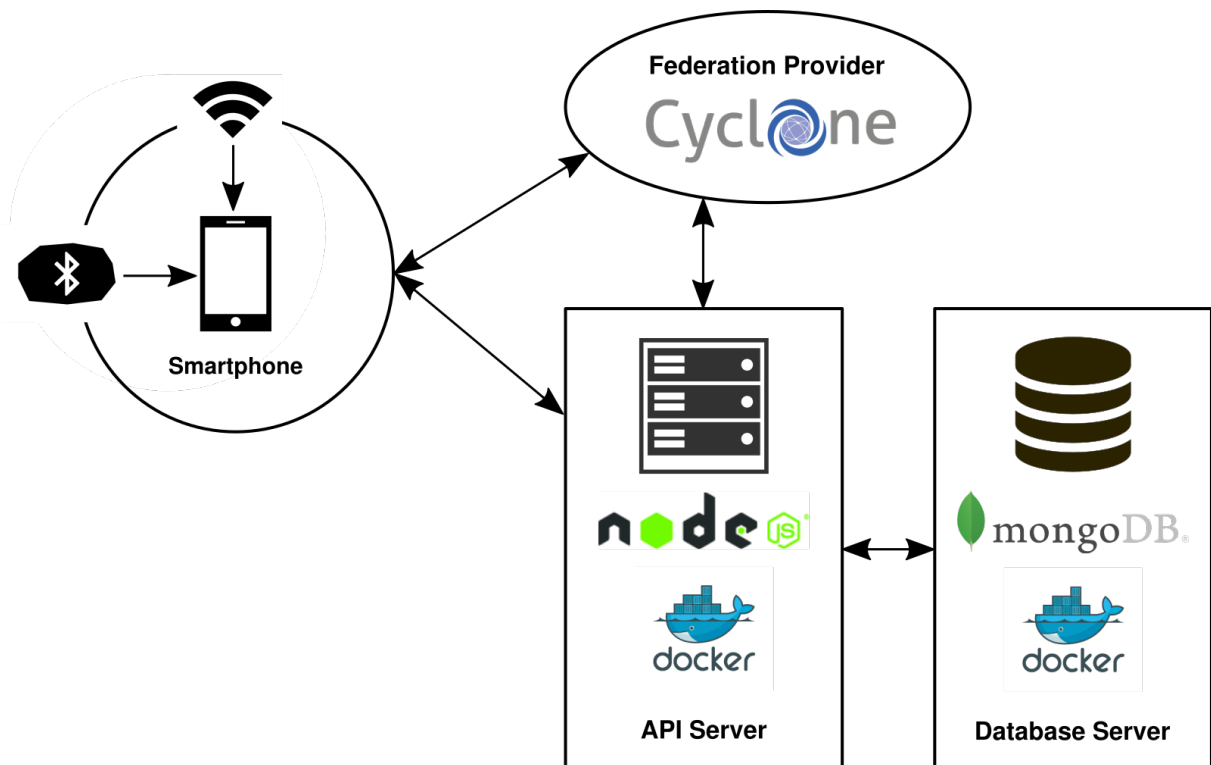 Federation Provider
Cyclone
Smartphone
node
JS
®
mongoDB®
docker
docker
API Server
Database Server